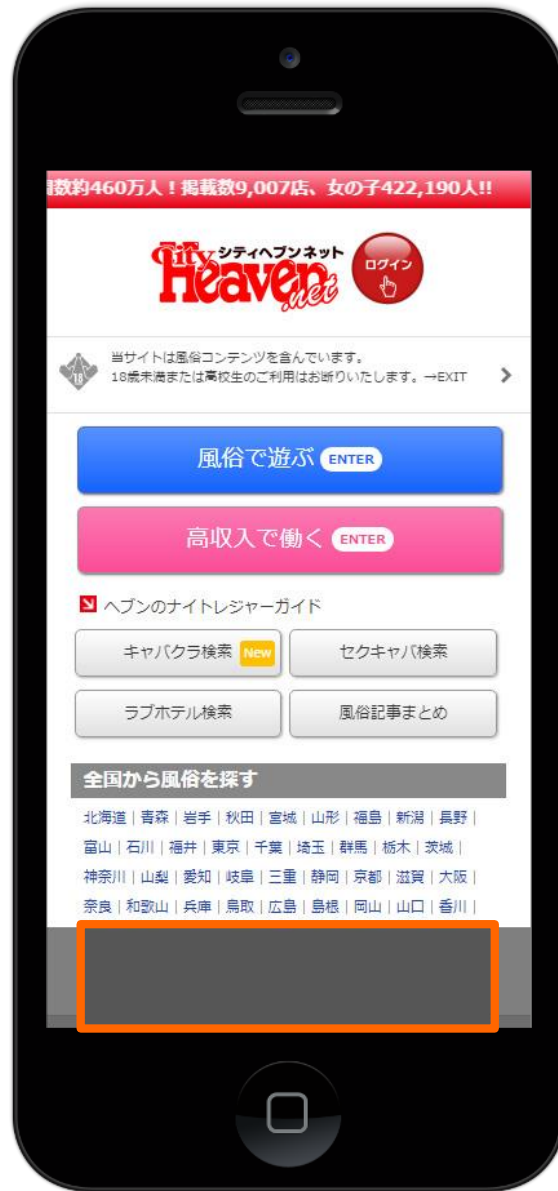 数約460万人！掲載数9,007店、女の子422,190人!!
City シティヘブンネット
Heaven
.net
ログイン
当サイトは風俗コンテンツを含んでいます。
18
18歳未満または高校生のご利用はお断りいたします。→EXIT
風俗で遊ぶ ENTER
高収入で働く ENTER
ヘブンのナイトレジャーガイド
キャバクラ検索 New
セクキャバ検索
ラブホテル検索
風俗記事まとめ
全国から風俗を探す
北海道｜青森｜岩手｜秋田｜宮城｜山形｜福島｜新潟｜長野｜
富山｜石川｜福井｜東京｜千葉｜埼玉｜群馬｜栃木｜茨城｜
神奈川｜山梨｜愛知｜岐阜｜三重｜静岡｜京都｜滋賀｜大阪｜
奈良｜和歌山｜兵庫｜鳥取｜広島｜島根｜岡山｜山口｜香川｜